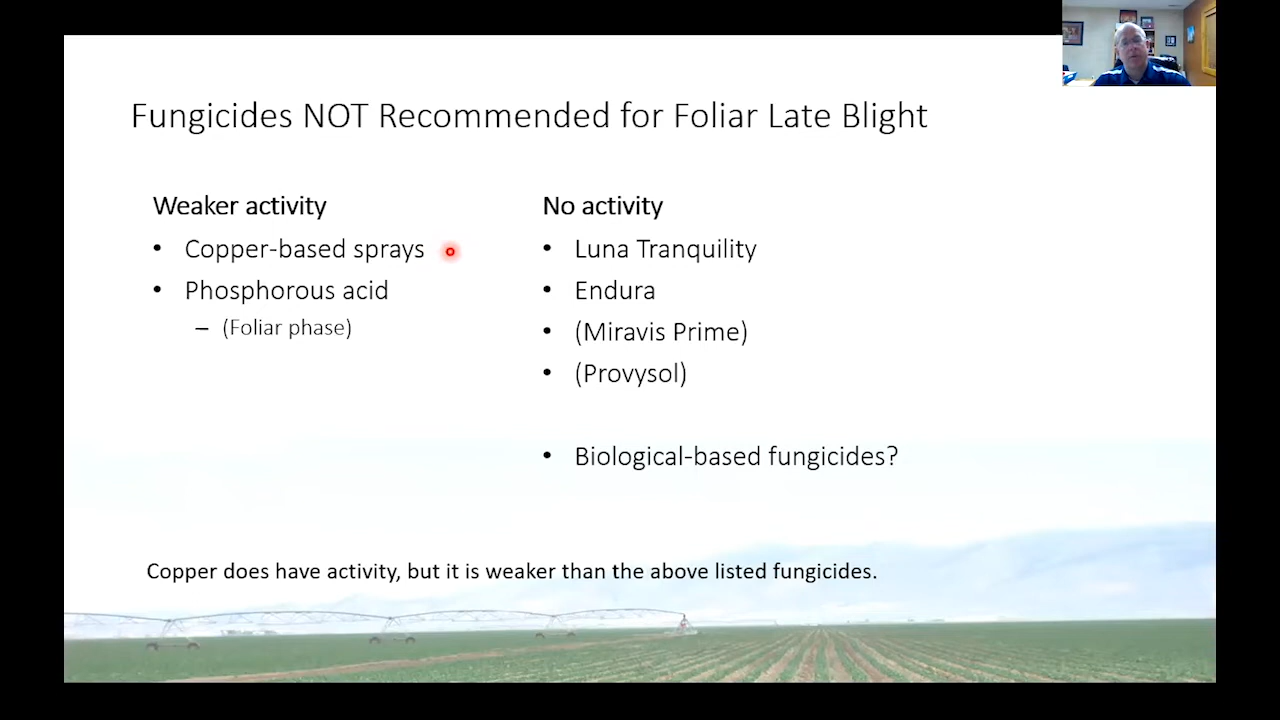 Fungicides NOT Recommended for Foliar Late Blight
Weaker activity
• Copper-based sprays
• Phosphorous acid
– (Foliar phase)
No activity
• Luna Tranquility
• Endura
• (Miravis Prime)
• (Provysol)
• Biological-based fungicides?
Copper does have activity, but it is weaker than the above listed fungicides.